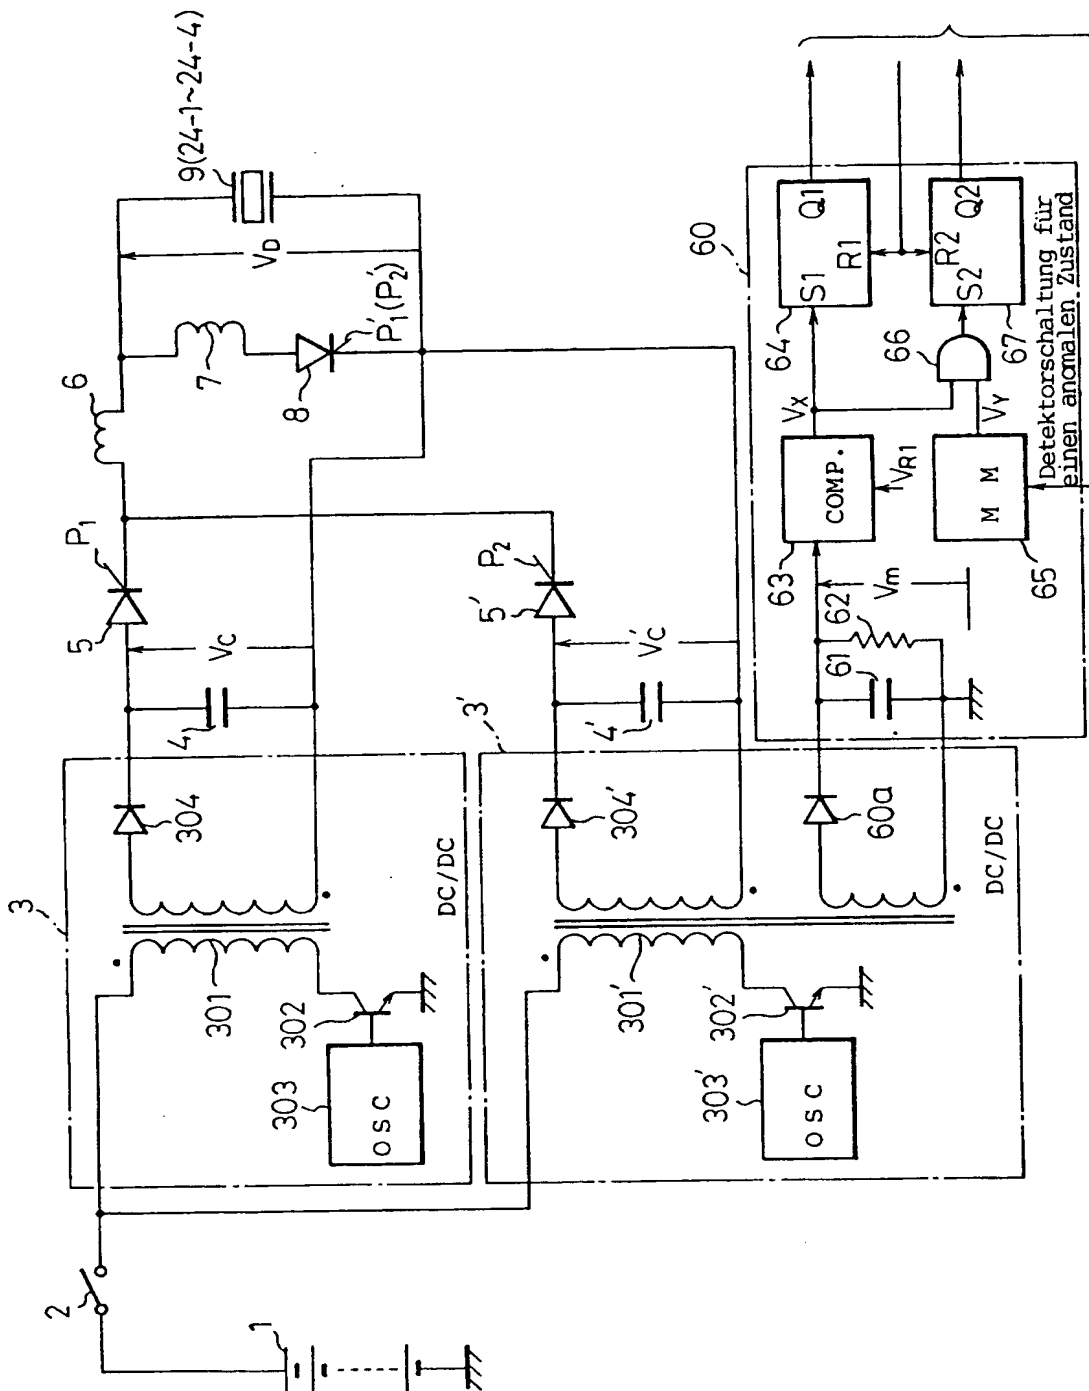 9(24-1~24-4)
6
P1
5
VD
7
8
P1'(P2')
VC
4
304
3
301
302
303
OSC
DC/DC
2
1
P2
5'
VC'
4'
3'
304'
301'
302'
303'
OSC
DC/DC
60a
60
64
S1
Q1
R1
66
R2
S2
Q2
67
VX
VY
63
COMP.
VR1
Vm
62
61
M M
65
Detektorschaltung für
einen anomalen Zustand